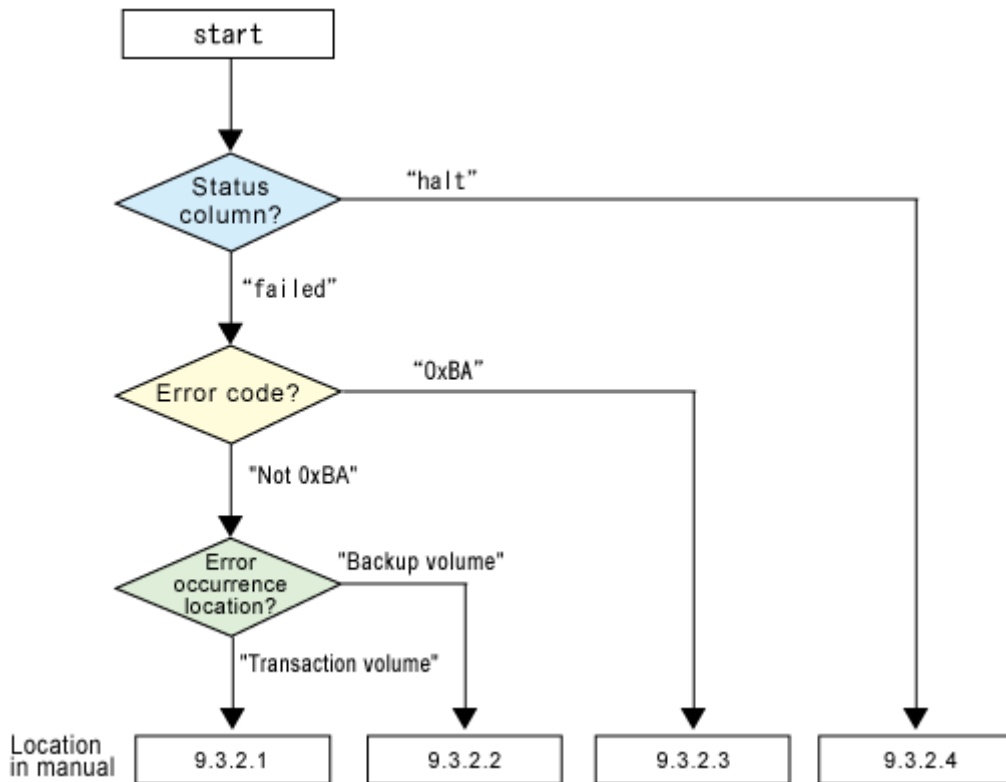 start
Status
column?
“halt”
“failed”
Error code?
“0xBA”
"Not 0xBA"
Error
occurrence
location?
"Backup volume"
"Transaction volume"
Location
in manual
9.3.2.1
9.3.2.2
9.3.2.3
9.3.2.4